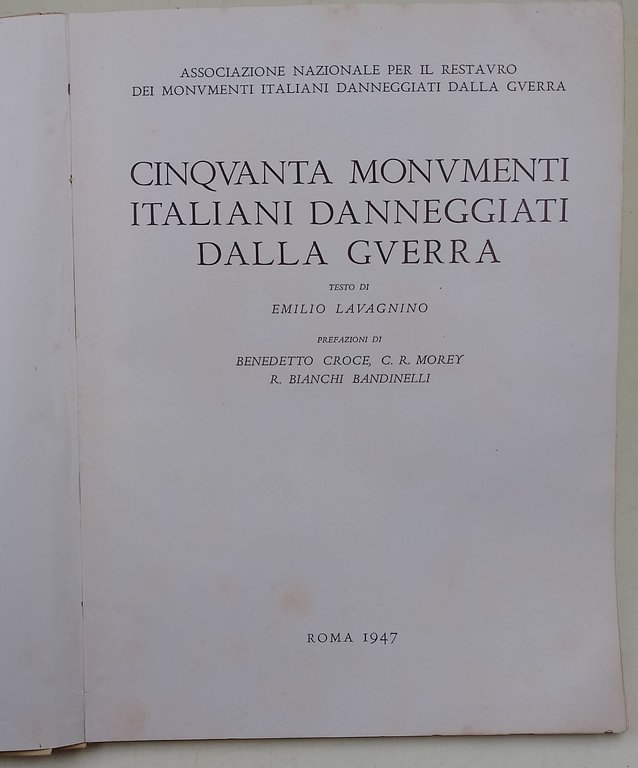 ASSOCIAZIONE NAZIONALE PER IL RESTAVRO
DEI MONVMENTI ITALIANI DANNEGGIATI DALLA GVERRA
CINQVANTA MONVMENTI
ITALIANI DANNEGGIATI
DALLA GVERRA
TESTO DI
EMILIO LAVAGNINO
PREFAZIONI DI
BENEDETTO CROCE, C. R. MOREY
R. BIANCHI BANDINELLI
ROMA 1947